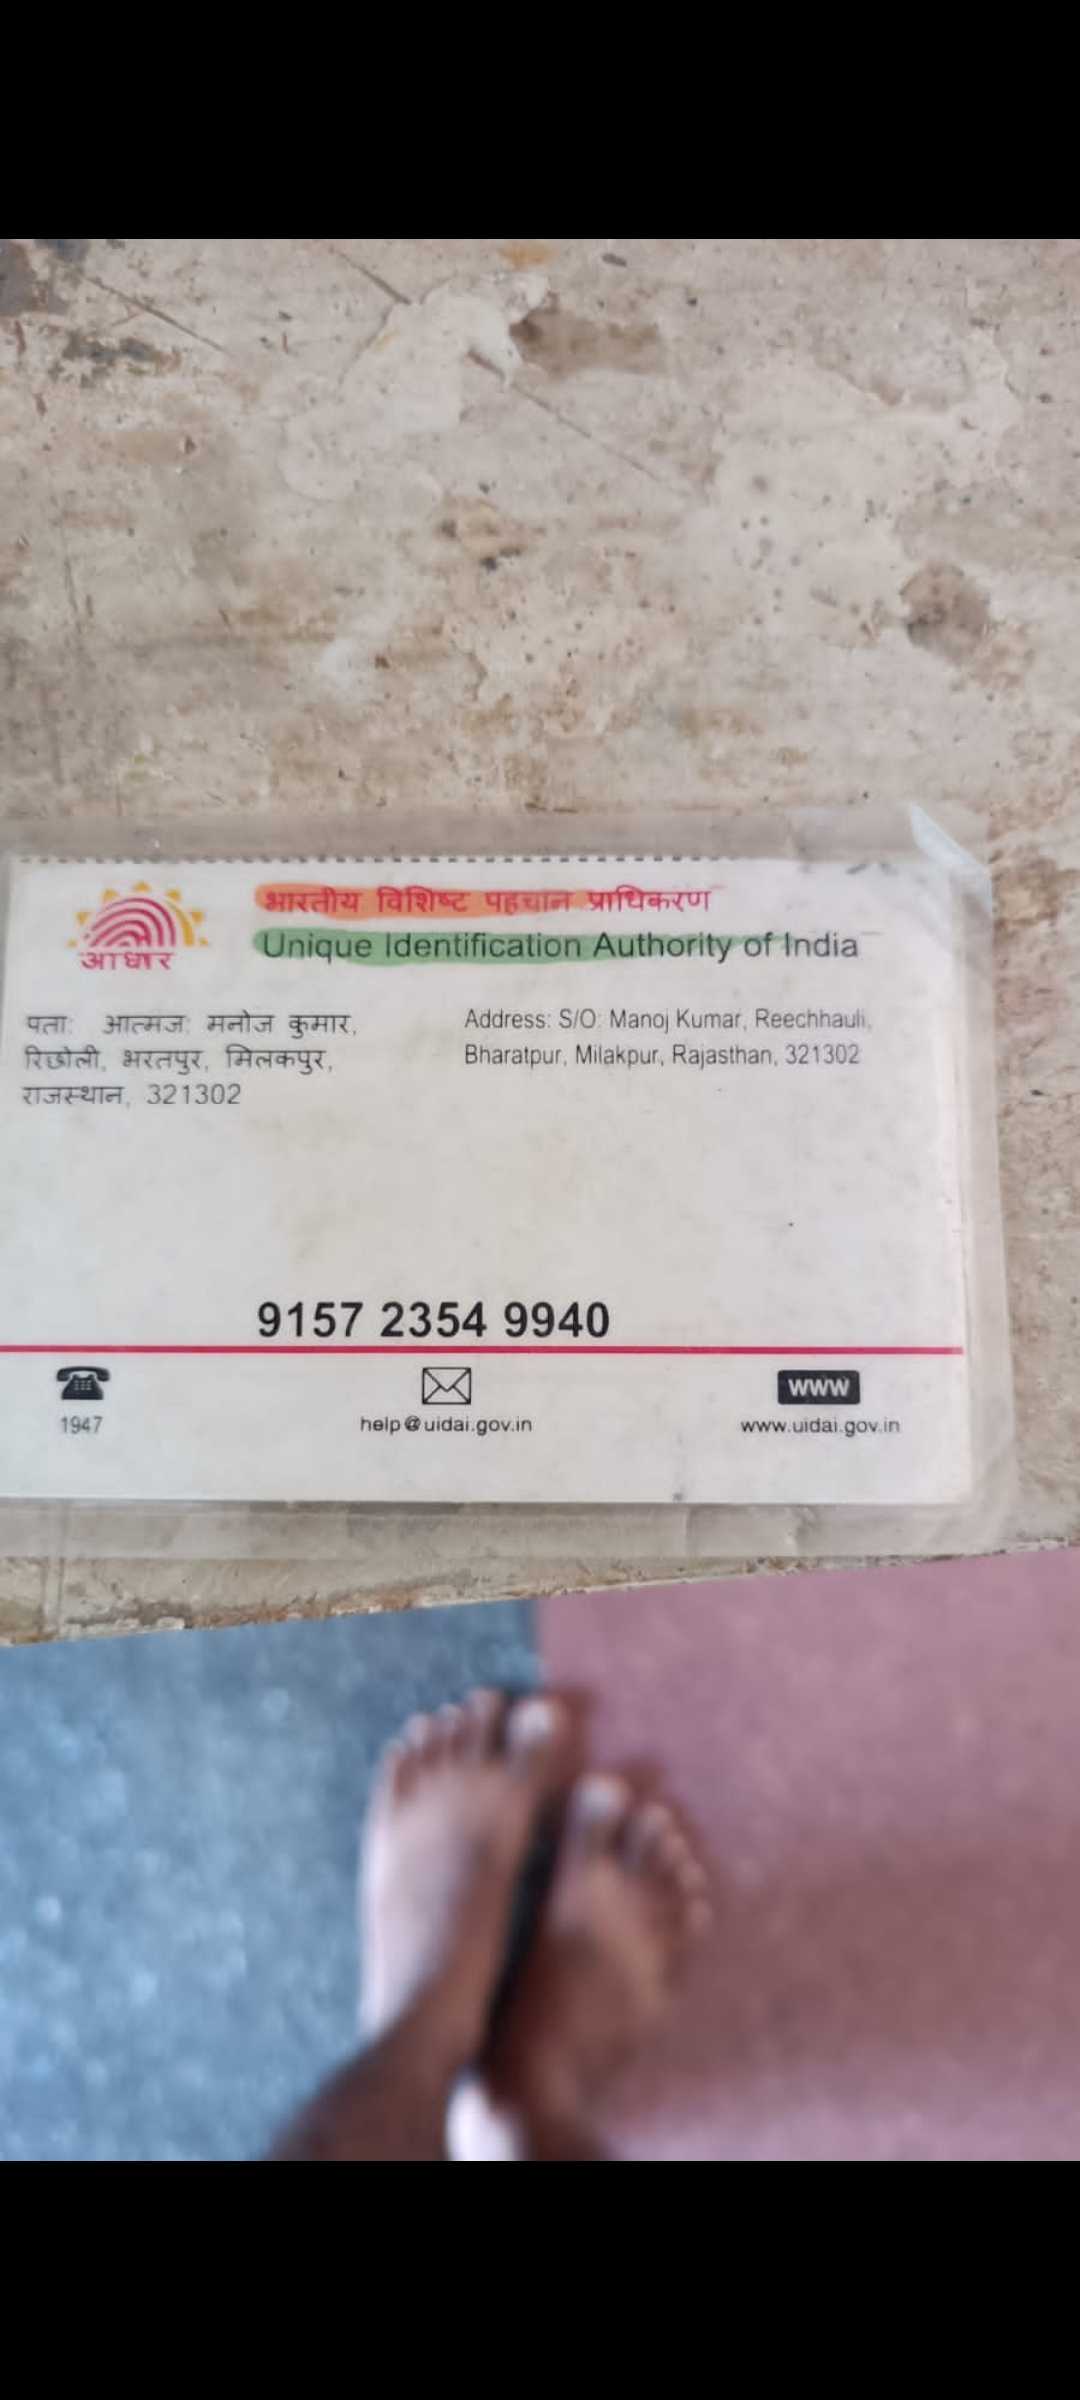 आधार
भारतीय विशिष्ट पहचान प्राधिकरण
Unique Identification Authority of India
पता: आत्मज: मनोज कुमार,
रिछोली, भरतपुर, मिलकपुर,
राजस्थान, 321302
Address: S/O: Manoj Kumar, Reechhauli,
Bharatpur, Milakpur, Rajasthan, 321302
9157 2354 9940
1947
help@uidai.gov.in
www
www.uidai.gov.in